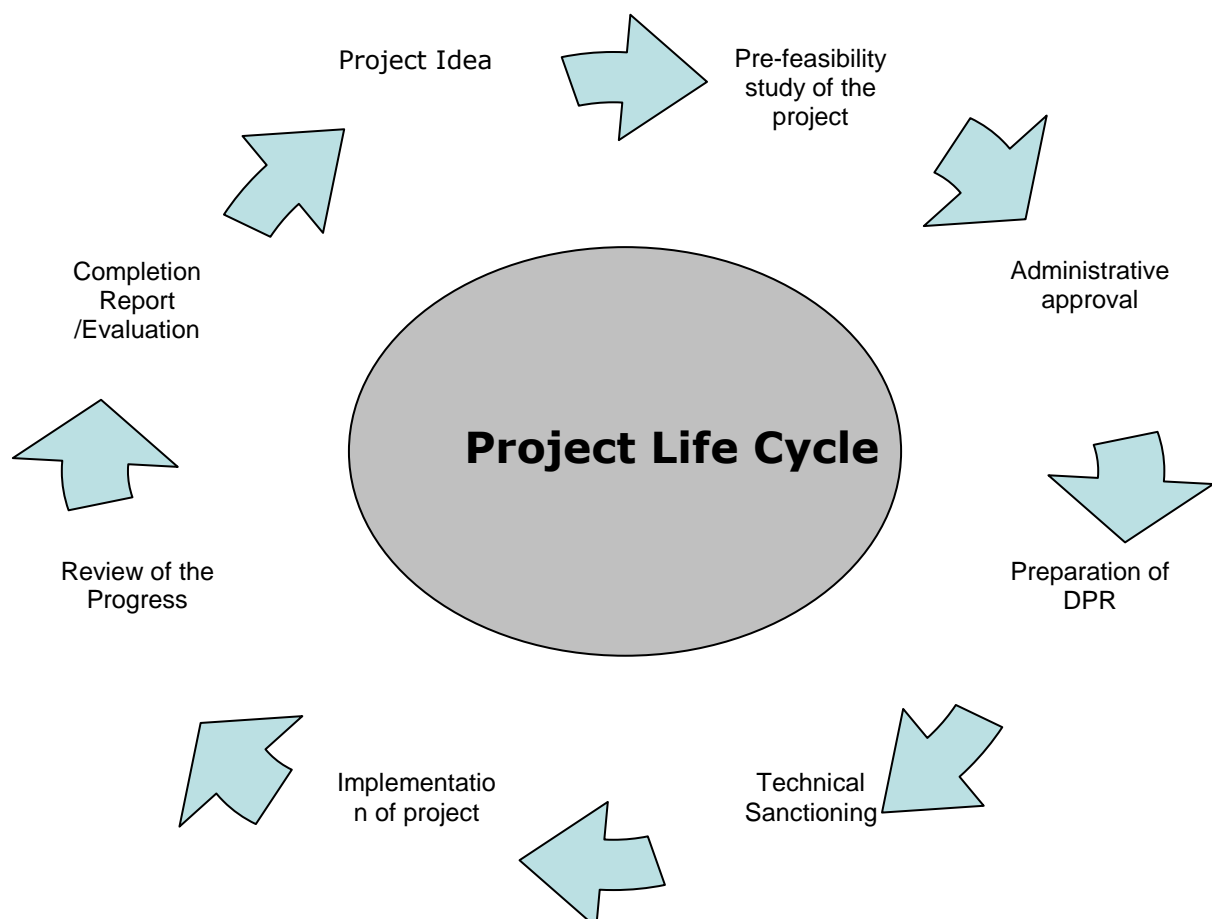 Project Idea
Pre-feasibility
study of the
project
Administrative
approval
Preparation of
DPR
Technical
Sanctioning
Implementatio
n of project
Review of the
Progress
Completion
Report
/Evaluation
Project Life Cycle